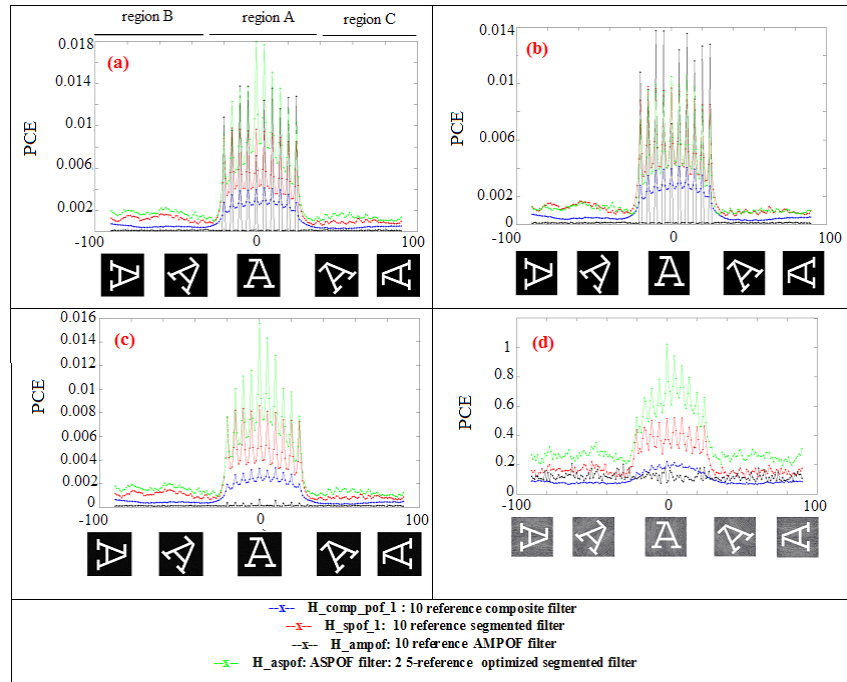 region B region A region C
(a)
0.018
0.014
0.01
0.006
0.002
PCE
-100 0 100
A A A A A
(b)
0.014
0.01
0.006
0.002
0
PCE
-100 0 100
A A A A A
(c)
0.016
0.014
0.012
0.01
0.008
0.006
0.004
0.002
0
PCE
-100 0 100
A A A A A
(d)
1
0.8
0.6
0.4
0.2
0
PCE
-100 0 100
A A A A A
--x-- H_comp_pof_1 : 10 reference composite filter
--x-- H_spof_1: 10 reference segmented filter
--x-- H_ampof: 10 reference AMPOF filter
--x-- H_aspof: ASPOF filter: 2 5-reference optimized segmented filter